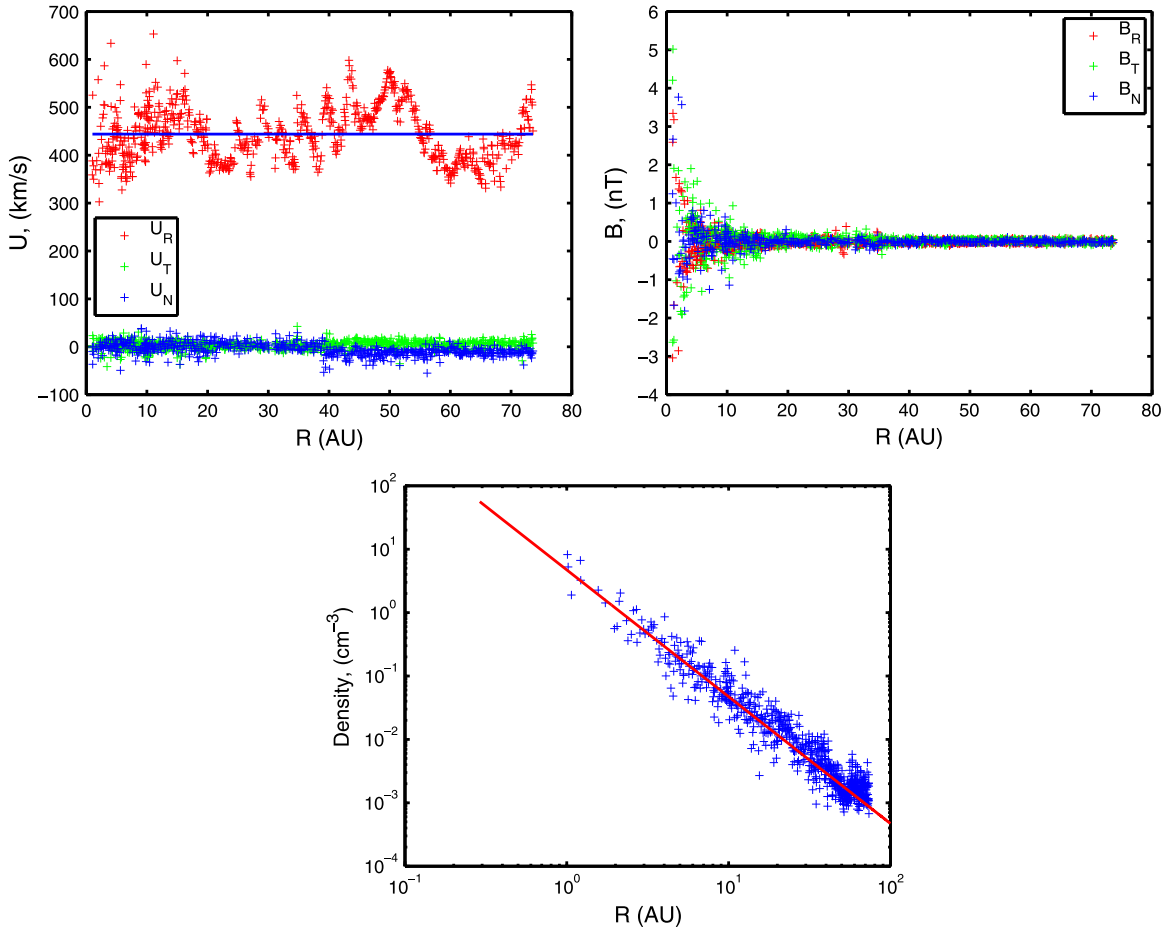 U, (km/s)
700
600
500
400
300
200
100
0
−100
U_R
U_T
U_N
0 10 20 30 40 50 60 70 80
R (AU)
B, (nT)
6
5
4
3
2
1
0
−1
−2
−3
−4
B_R
B_T
B_N
0 10 20 30 40 50 60 70 80
R (AU)
Density, (cm^−3)
10^2
10^1
10^0
10^−1
10^−2
10^−3
10^−4
10^−1 10^0 10^1 10^2
R (AU)